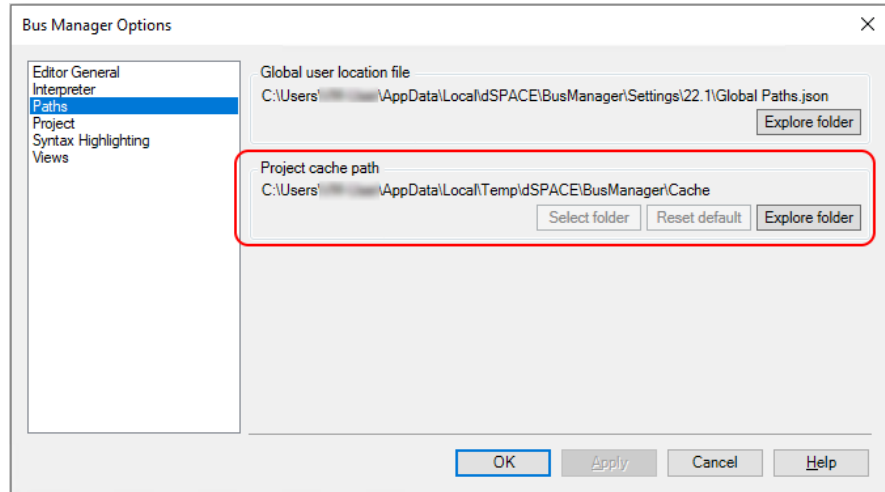 Bus Manager Options
Editor General
Interpreter
Paths
Project
Syntax Highlighting
Views
Global user location file
C:\Users\ \AppData\Local\dSPACE\BusManager\Settings\22.1\Global Paths.json
Explore folder
Project cache path
C:\Users\ \AppData\Local\Temp\dSPACE\BusManager\Cache
Select folder Reset default Explore folder
OK Apply Cancel Help